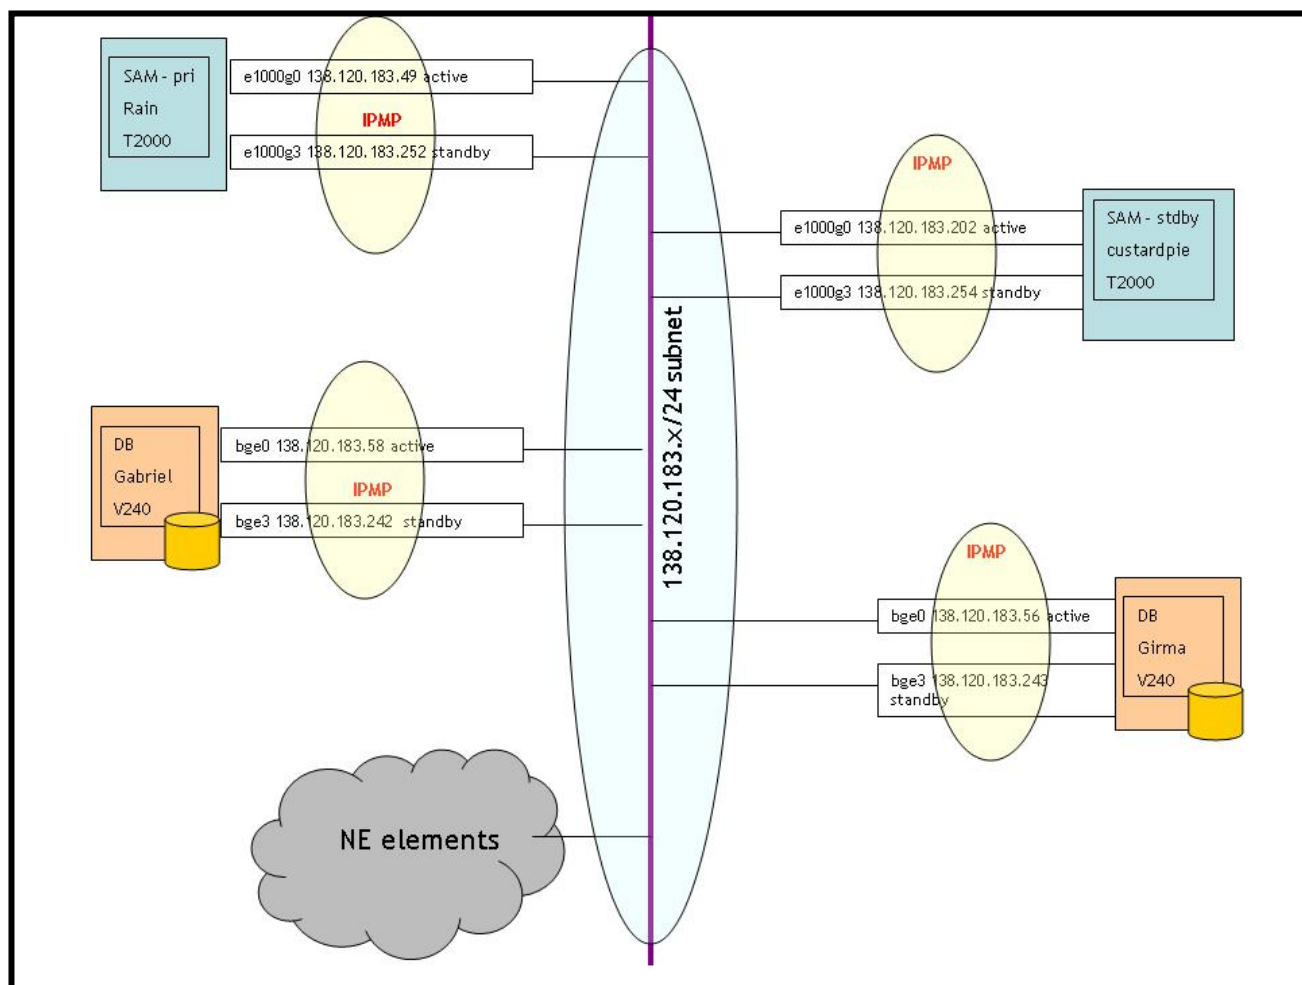 SAM - pri
Rain
T2000
e1000g0 138.120.183.49 active
IPMP
e1000g3 138.120.183.252 standby
IPMP
e1000g0 138.120.183.202 active
e1000g3 138.120.183.254 standby
SAM - stdby
custardpie
T2000
138.120.183.x/24 subnet
DB
Gabriel
V240
bge0 138.120.183.58 active
IPMP
bge3 138.120.183.242 standby
IPMP
bge0 138.120.183.56 active
bge3 138.120.183.243
standby
DB
Girma
V240
NE elements